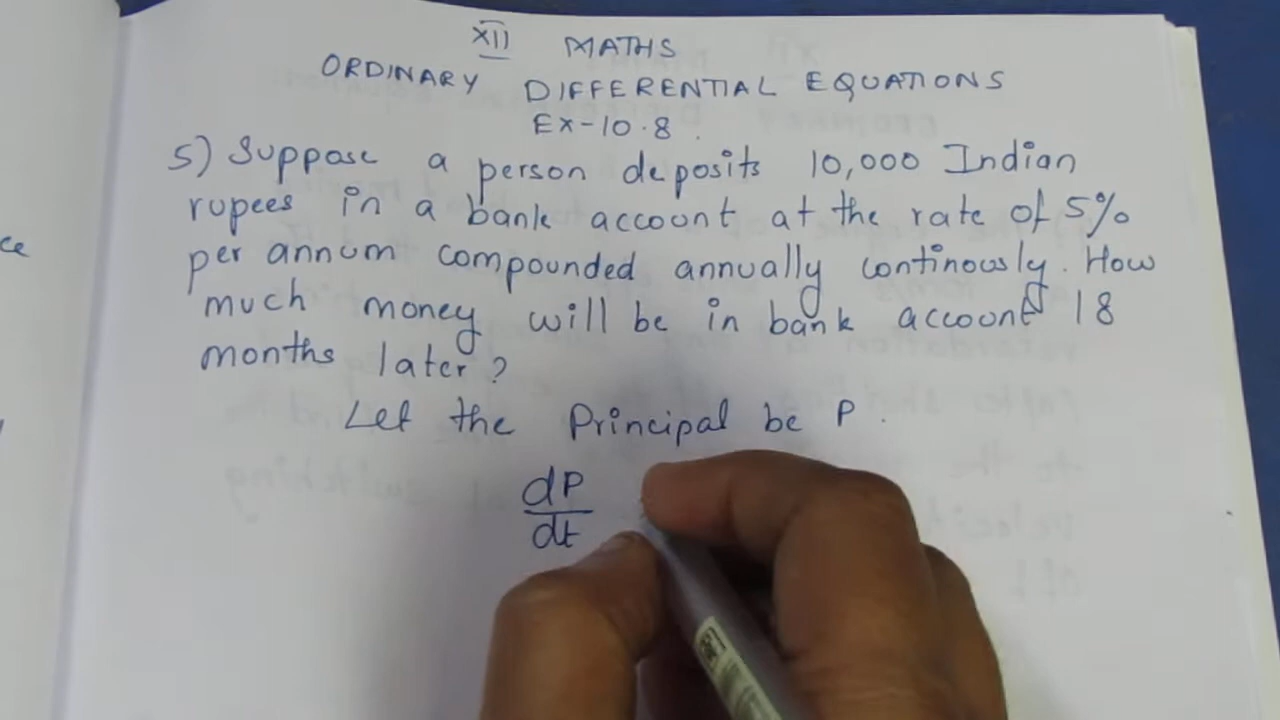 XII MATHS
ORDINARY DIFFERENTIAL EQUATIONS
Ex-10.8.
5) Suppose a person deposits 10,000 Indian
rupees in a bank account at the rate of 5%
per annum compounded annually continously. How
much money will be in bank account 18
months later?
Let the Principal be P.
dP
dt
ce